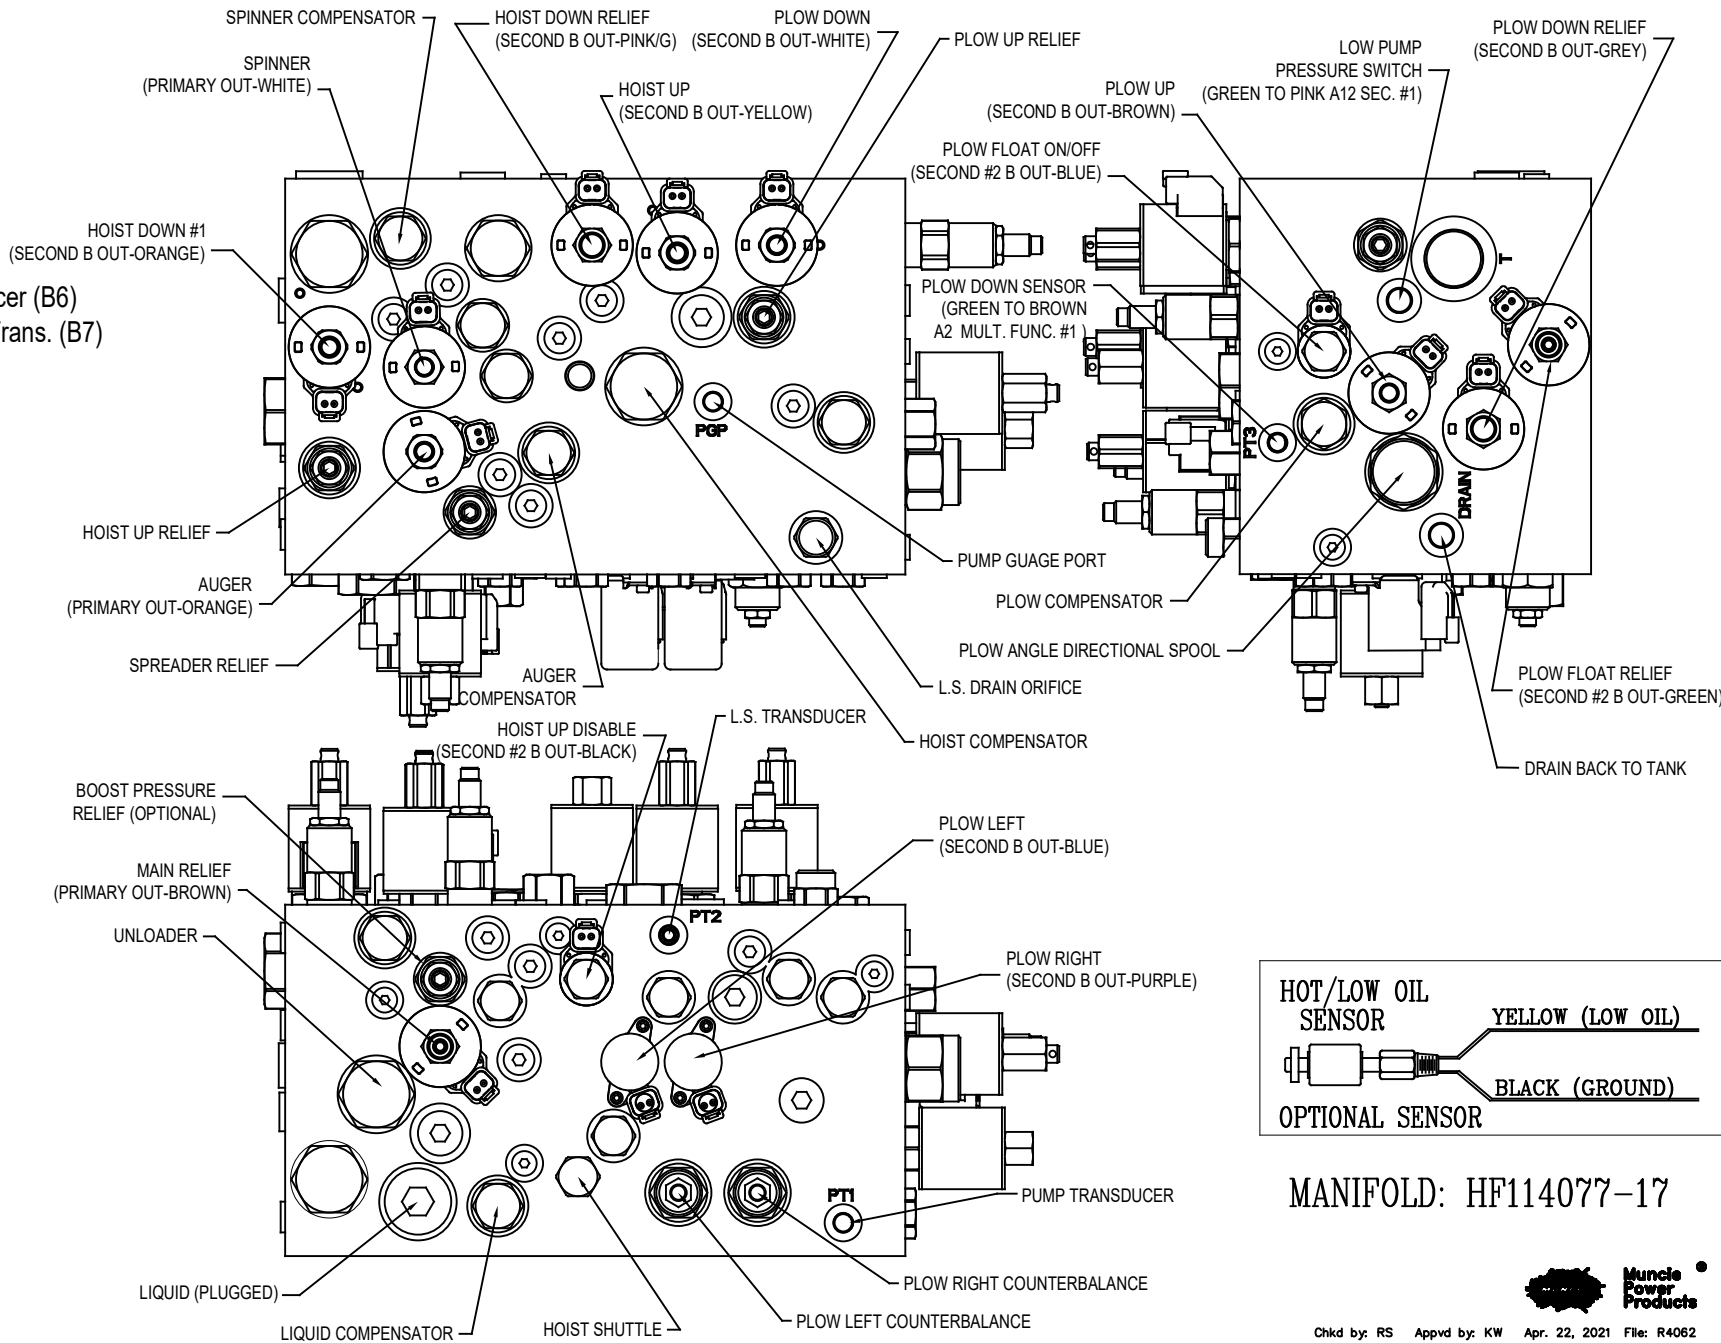 SPINNER COMPENSATOR
HOIST DOWN RELIEF
(SECOND B OUT-PINK/G)
PLOW DOWN
(SECOND B OUT-WHITE)
PLOW UP RELIEF
SPINNER
(PRIMARY OUT-WHITE)
HOIST UP
(SECOND B OUT-YELLOW)
PLOW DOWN RELIEF
(SECOND B OUT-GREY)
LOW PUMP
PRESSURE SWITCH
(GREEN TO PINK A12 SEC. #1)
PLOW UP
(SECOND B OUT-BROWN)
PLOW FLOAT ON/OFF
(SECOND #2 B OUT-BLUE)
HOIST DOWN #1
(SECOND B OUT-ORANGE)
cer (B6)
Trans. (B7)
PLOW DOWN SENSOR
(GREEN TO BROWN
A2 MULT. FUNC. #1)
T
PGP
PT3
DRAIN
HOIST UP RELIEF
AUGER
(PRIMARY OUT-ORANGE)
SPREADER RELIEF
AUGER
COMPENSATOR
PUMP GUAGE PORT
L.S. DRAIN ORIFICE
HOIST COMPENSATOR
PLOW COMPENSATOR
PLOW ANGLE DIRECTIONAL SPOOL
PLOW FLOAT RELIEF
(SECOND #2 B OUT-GREEN)
DRAIN BACK TO TANK
L.S. TRANSDUCER
HOIST UP DISABLE
(SECOND #2 B OUT-BLACK)
BOOST PRESSURE
RELIEF (OPTIONAL)
MAIN RELIEF
(PRIMARY OUT-BROWN)
UNLOADER
PT2
PLOW LEFT
(SECOND B OUT-BLUE)
PLOW RIGHT
(SECOND B OUT-PURPLE)
PT1
PUMP TRANSDUCER
LIQUID (PLUGGED)
LIQUID COMPENSATOR
HOIST SHUTTLE
PLOW LEFT COUNTERBALANCE
PLOW RIGHT COUNTERBALANCE
HOT/LOW OIL
SENSOR
YELLOW (LOW OIL)
BLACK (GROUND)
OPTIONAL SENSOR
MANIFOLD: HF114077-17
Muncie
Power
Products
®
Chkd by: RS Appvd by: KW Apr. 22, 2021 File: R4062